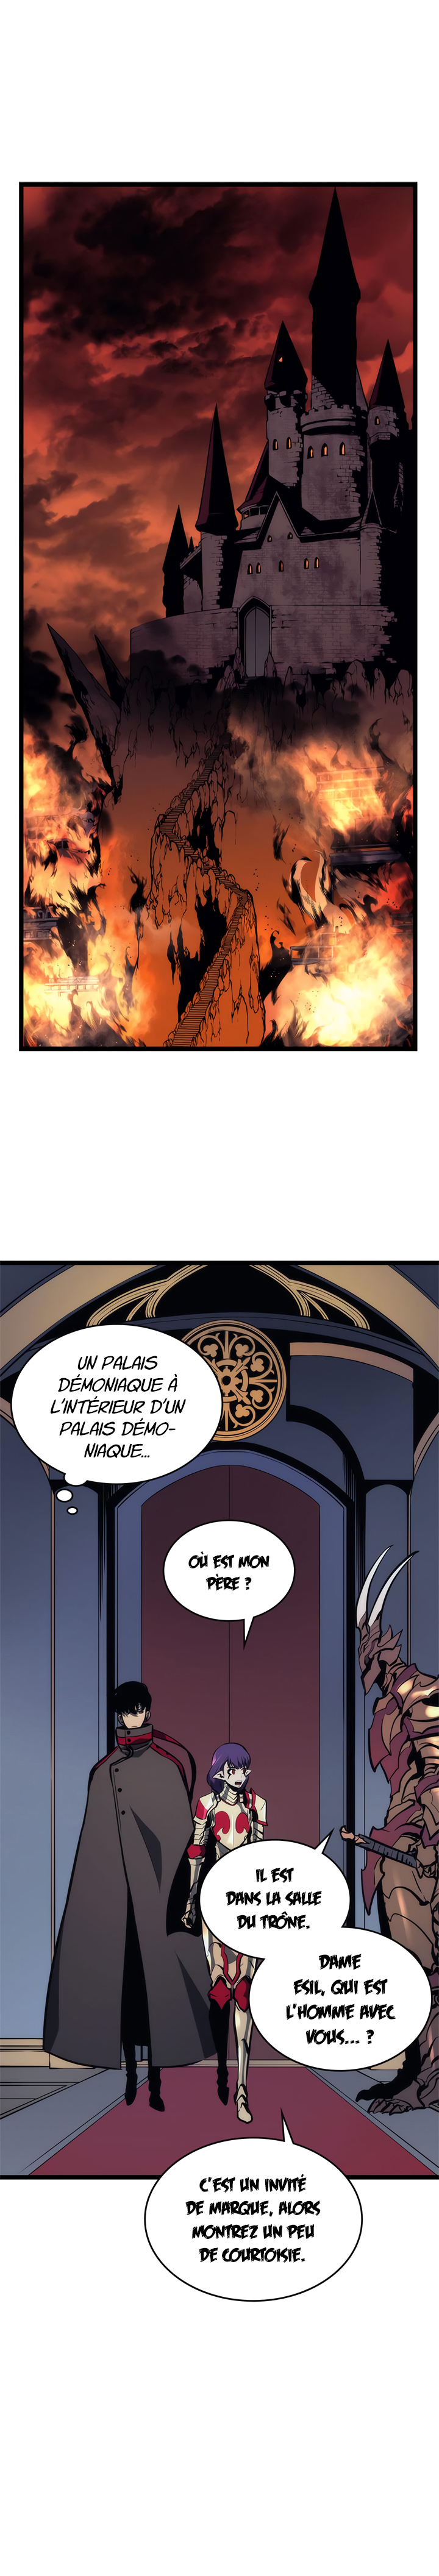 UN PALAIS
DÉMONIAQUE À
L'INTÉRIEUR D'UN
PALAIS DÉMO-
NIAQUE...
OÙ EST MON
PÈRE ?
IL EST
DANS LA SALLE
DU TRÔNE.
DAME
ESIL, QUI EST
L'HOMME AVEC
VOUS... ?
C'EST UN INVITÉ
DE MARQUE, ALORS
MONTREZ UN PEU
DE COURTOISIE.